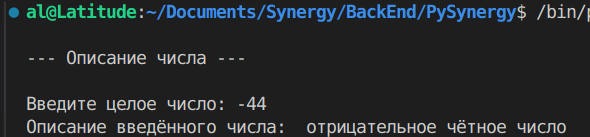 al@Latitude:~/Documents/Synergy/BackEnd/PySynergy$ /bin/
--- Описание числа ---
Введите целое число: -44
Описание введённого числа:  отрицательное чётное число